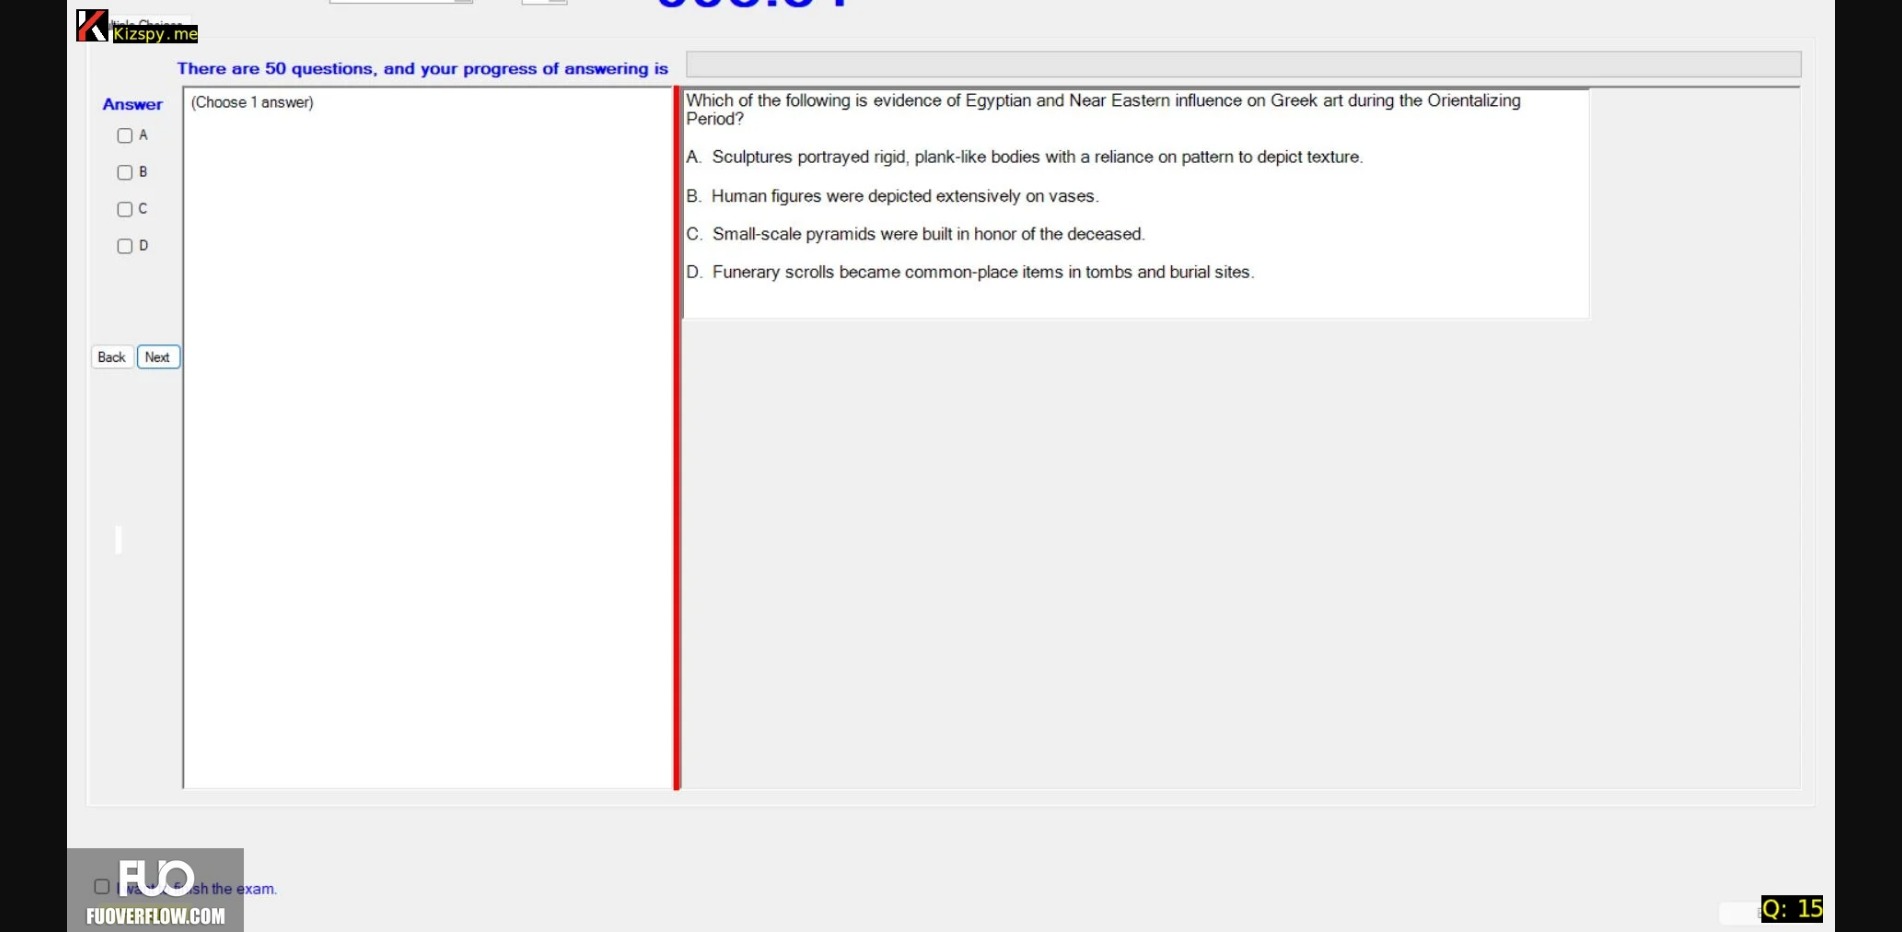 Kizspy.me
There are 50 questions, and your progress of answering is
Answer
(Choose 1 answer)
A
B
C
D
Back
Next
Which of the following is evidence of Egyptian and Near Eastern influence on Greek art during the Orientalizing
Period?
A. Sculptures portrayed rigid, plank-like bodies with a reliance on pattern to depict texture.
B. Human figures were depicted extensively on vases.
C. Small-scale pyramids were built in honor of the deceased.
D. Funerary scrolls became common-place items in tombs and burial sites.
FUO
the exam.
FUOVERFLOW.COM
Q: 15